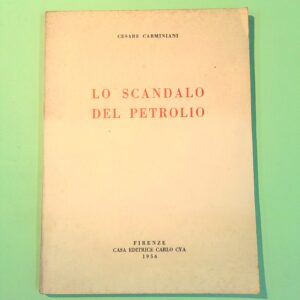 CESARE CARMINIANI
LO SCANDALO
DEL PETROLIO
FIRENZE
CASA EDITRICE CARLO CYA
1956